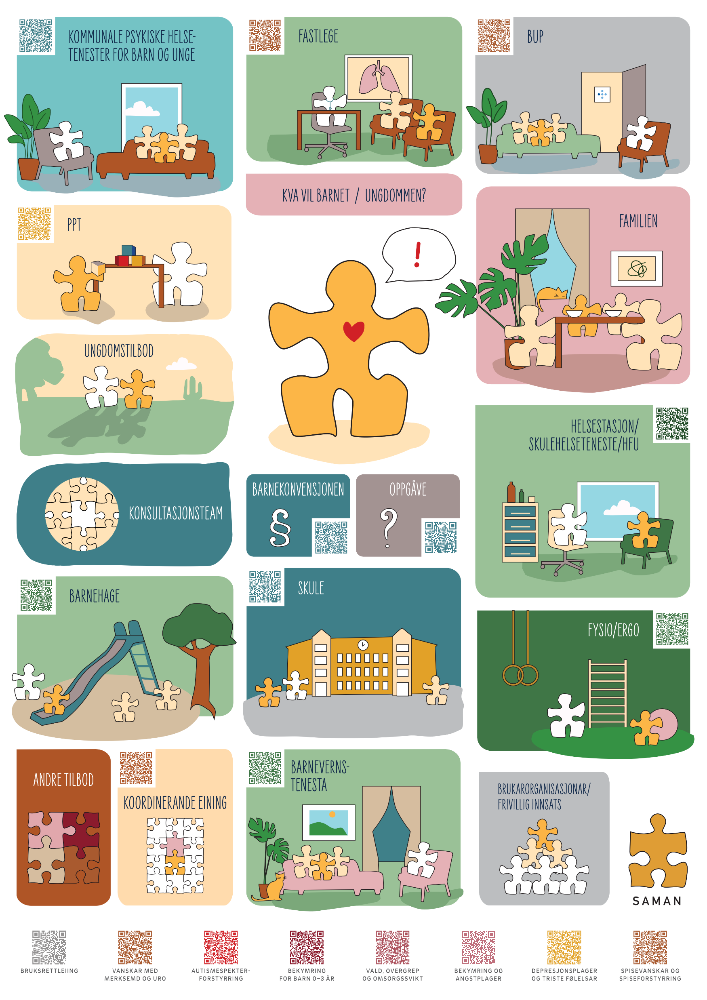 KOMMUNALE PSYKISKE HELSE-
TENESTER FOR BARN OG UNGE
FASTLEGE
BUP
KVA VIL BARNET / UNGDOMMEN?
PPT
!
FAMILIEN
UNGDOMSTILBOD
HELSESTASJON/
SKULEHELSETENESTE/HFU
KONSULTASJONSTEAM
BARNEKONVENSJONEN
§
OPPGÅVE
?
BARNEHAGE
SKULE
FYSIO/ERGO
ANDRE TILBOD
KOORDINERANDE EINING
BARNEVERNS-
TENESTA
BRUKARORGANISASJONAR/
FRIVILLIG INNSATS
SAMAN
BRUKSRETTLEIING
VANSKAR MED
MERKSEMD OG URO
AUTISMESPEKTER-
FORSTYRRING
BEKYMRING
FOR BARN 0–3 ÅR
VALD, OVERGREP
OG OMSORGSSVIKT
BEKYMRING OG
ANGSTPLAGER
DEPRESJONSPLAGER
OG TRISTE FØLELSAR
SPISEVANSKAR OG
SPISEFORSTYRRING